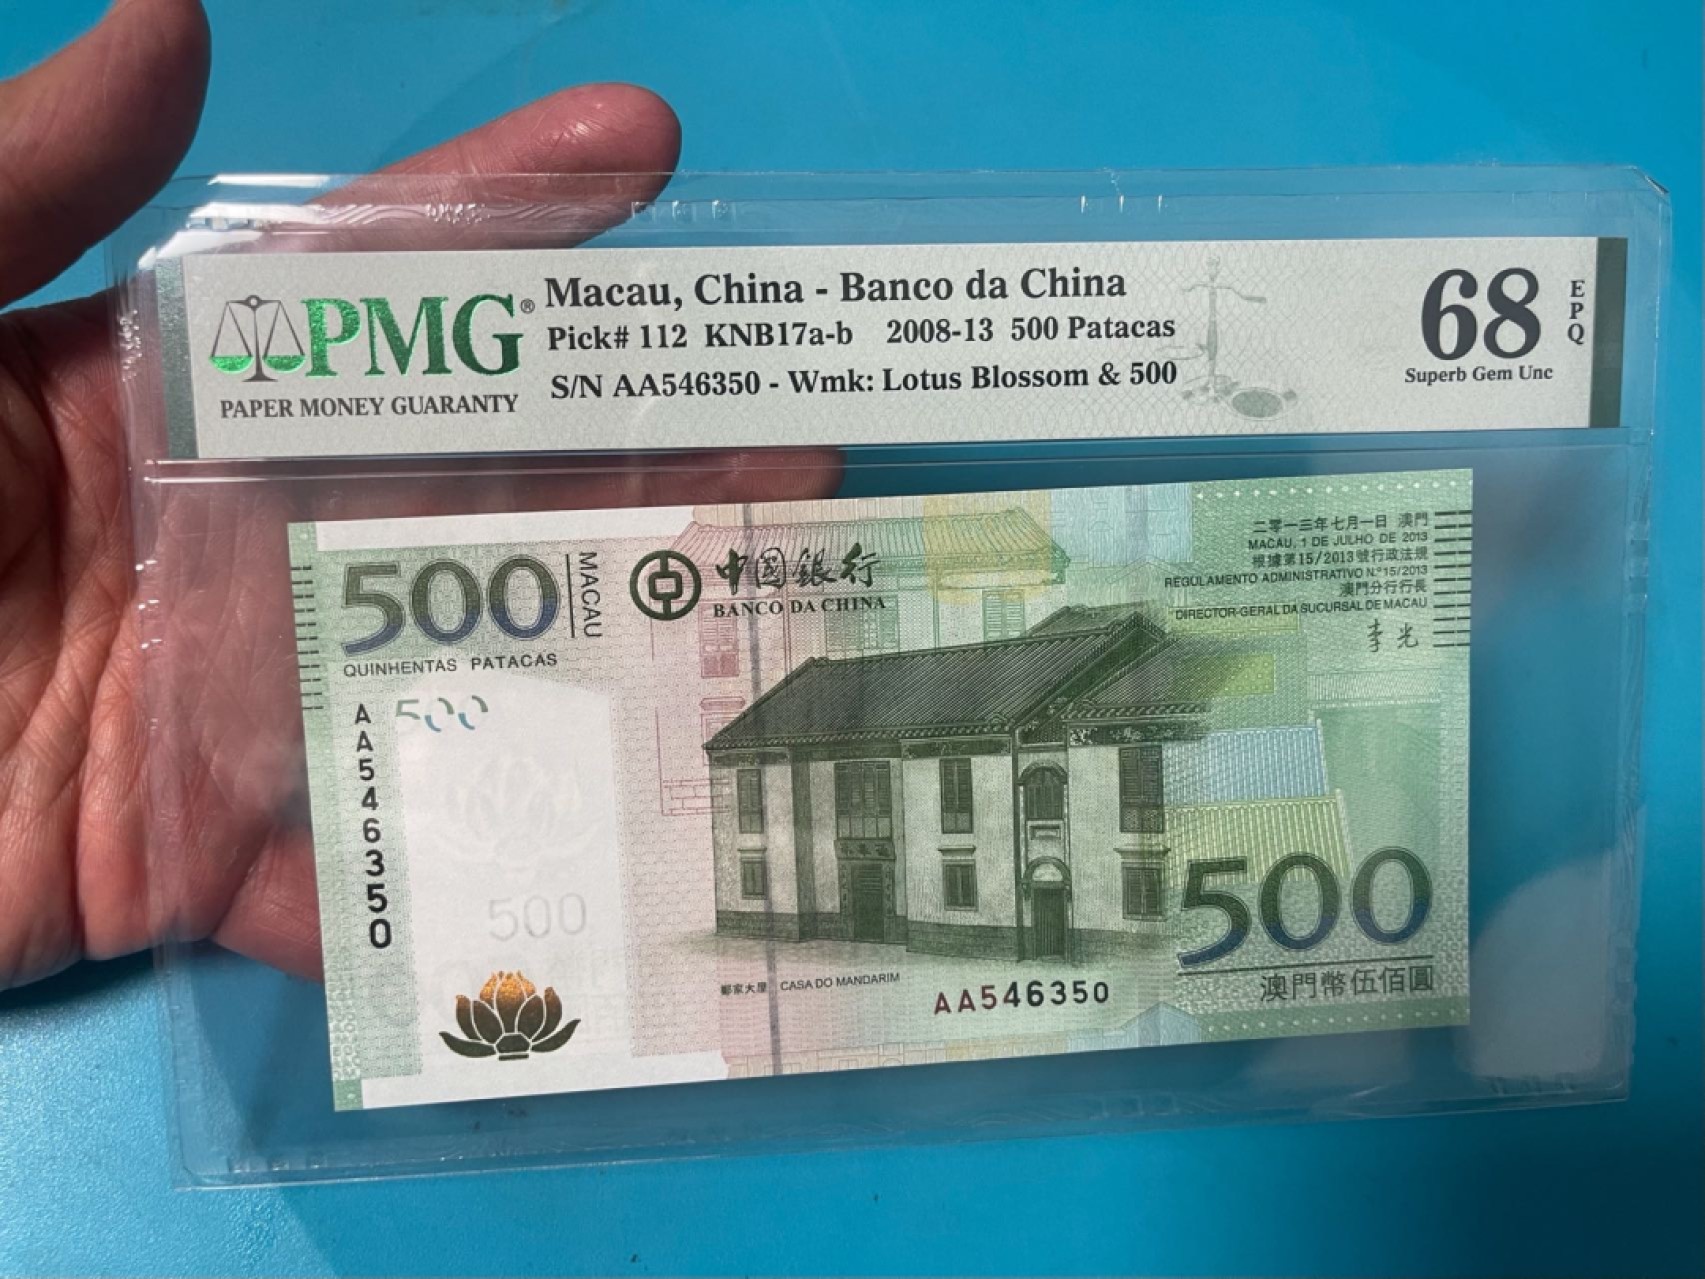 PMG®
PAPER MONEY GUARANTY
Macau, China - Banco da China
Pick# 112 KNB17a-b 2008-13 500 Patacas
S/N AA546350 - Wmk: Lotus Blossom & 500
68
EPQ
Superb Gem Unc
500
MACAU
QUINHENTAS PATACAS
中國銀行
BANCO DA CHINA
二零一三年七月一日 澳門
MACAU, 1 DE JULHO DE 2013
根據第15/2013號行政法規
REGULAMENTO ADMINISTRATIVO N.º 15/2013
澳門分行行長
DIRECTOR-GERAL DA SUCURSAL DE MACAU
李光
AA546350
500
500
鄭家大屋 CASA DO MANDARIM
AA546350
500
澳門幣伍佰圓